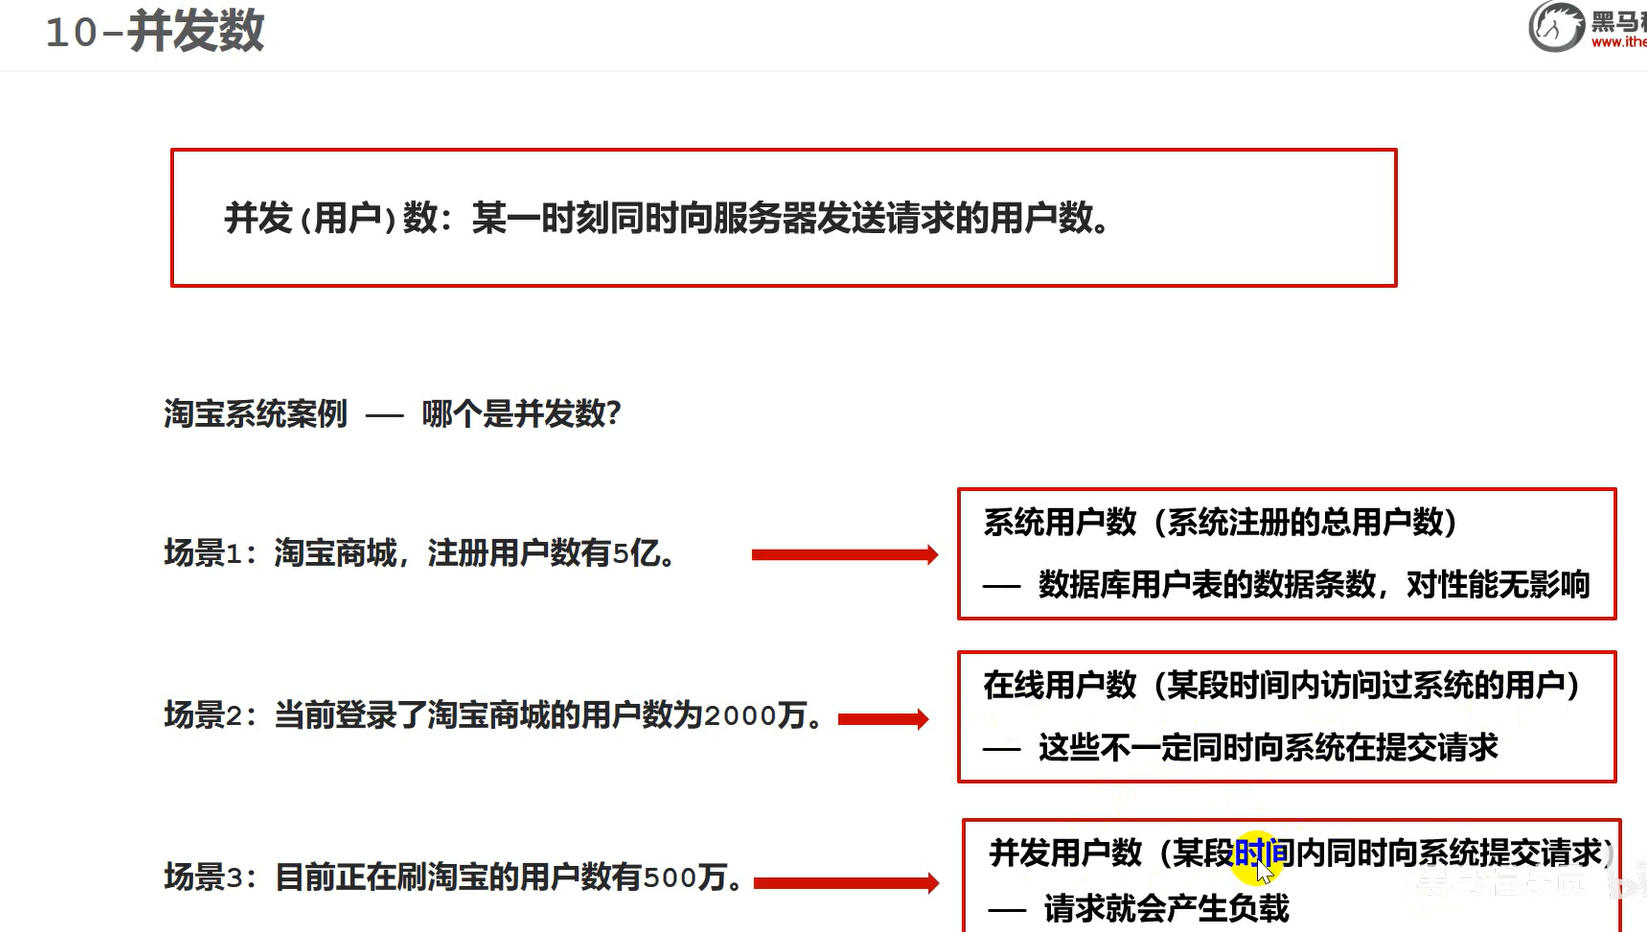 10-并发数
黑马
www.ithe
并发(用户)数：某一时刻同时向服务器发送请求的用户数。
淘宝系统案例 — 哪个是并发数？
场景1：淘宝商城，注册用户数有5亿。
系统用户数（系统注册的总用户数）
— 数据库用户表的数据条数，对性能无影响
场景2：当前登录了淘宝商城的用户数为2000万。
在线用户数（某段时间内访问过系统的用户）
— 这些不一定同时向系统在提交请求
场景3：目前正在刷淘宝的用户数有500万。
并发用户数（某段时间内同时向系统提交请求）
— 请求就会产生负载